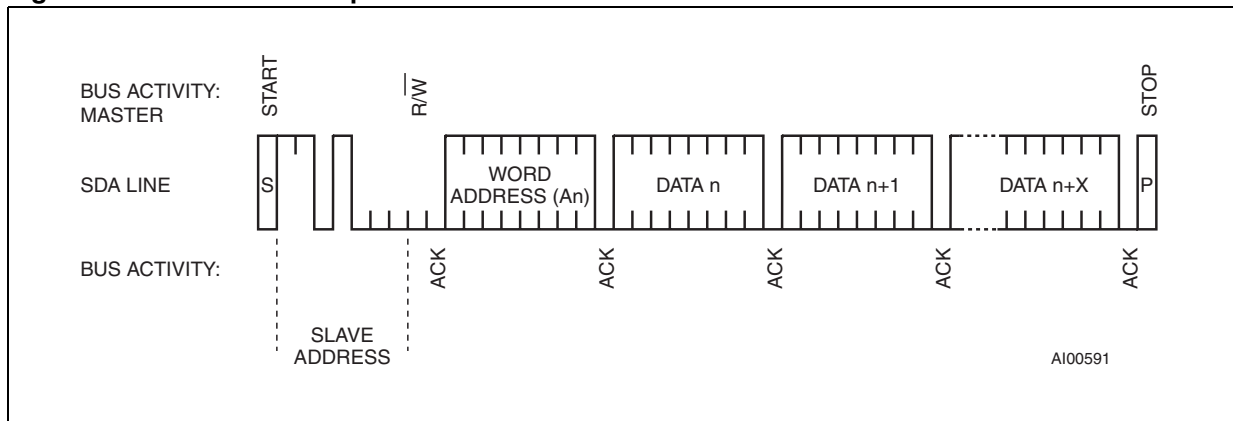 BUS ACTIVITY:
MASTER
START
R/W
STOP
SDA LINE
S
WORD
ADDRESS (An)
DATA n
DATA n+1
DATA n+X
P
BUS ACTIVITY:
ACK
ACK
ACK
ACK
ACK
SLAVE
ADDRESS
AI00591